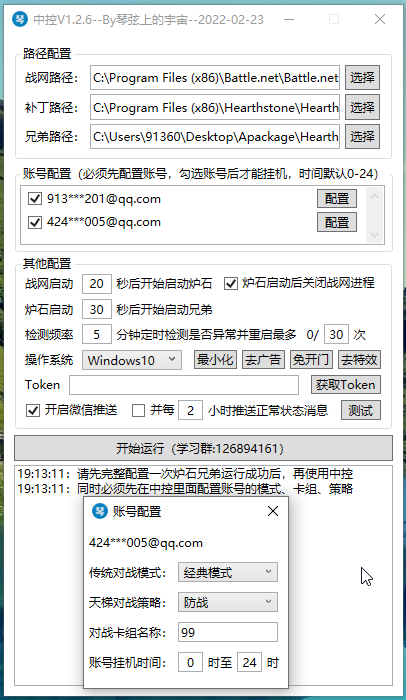 中控V1.2.6--By琴弦上的宇宙--2022-02-23
路径配置
战网路径： C:\Program Files (x86)\Battle.net\Battle.net 选择
补丁路径： C:\Program Files (x86)\Hearthstone\Hearth 选择
兄弟路径： C:\Users\91360\Desktop\Apackage\Hearth 选择
账号配置（必须先配置账号，勾选账号后才能挂机，时间默认0-24）
913***201@qq.com 配置
424***005@qq.com 配置
其他配置
战网启动 20 秒后开始启动炉石 炉石启动后关闭战网进程
炉石启动 30 秒后开始启动兄弟
检测频率 5 分钟定时检测是否异常并重启最多 0/ 30 次
操作系统 Windows10 最小化 去广告 免开门 去特效
Token 获取Token
开启微信推送 并每 2 小时推送正常状态消息 测试
开始运行（学习群:126894161）
19:13:11：请先完整配置一次炉石兄弟运行成功后，再使用中控
19:13:11：同时必须先在中控里面配置账号的模式、卡组、策略
琴 账号配置
424***005@qq.com
传统对战模式： 经典模式
天梯对战策略： 防战
对战卡组名称： 99
账号挂机时间： 0 时至 24 时